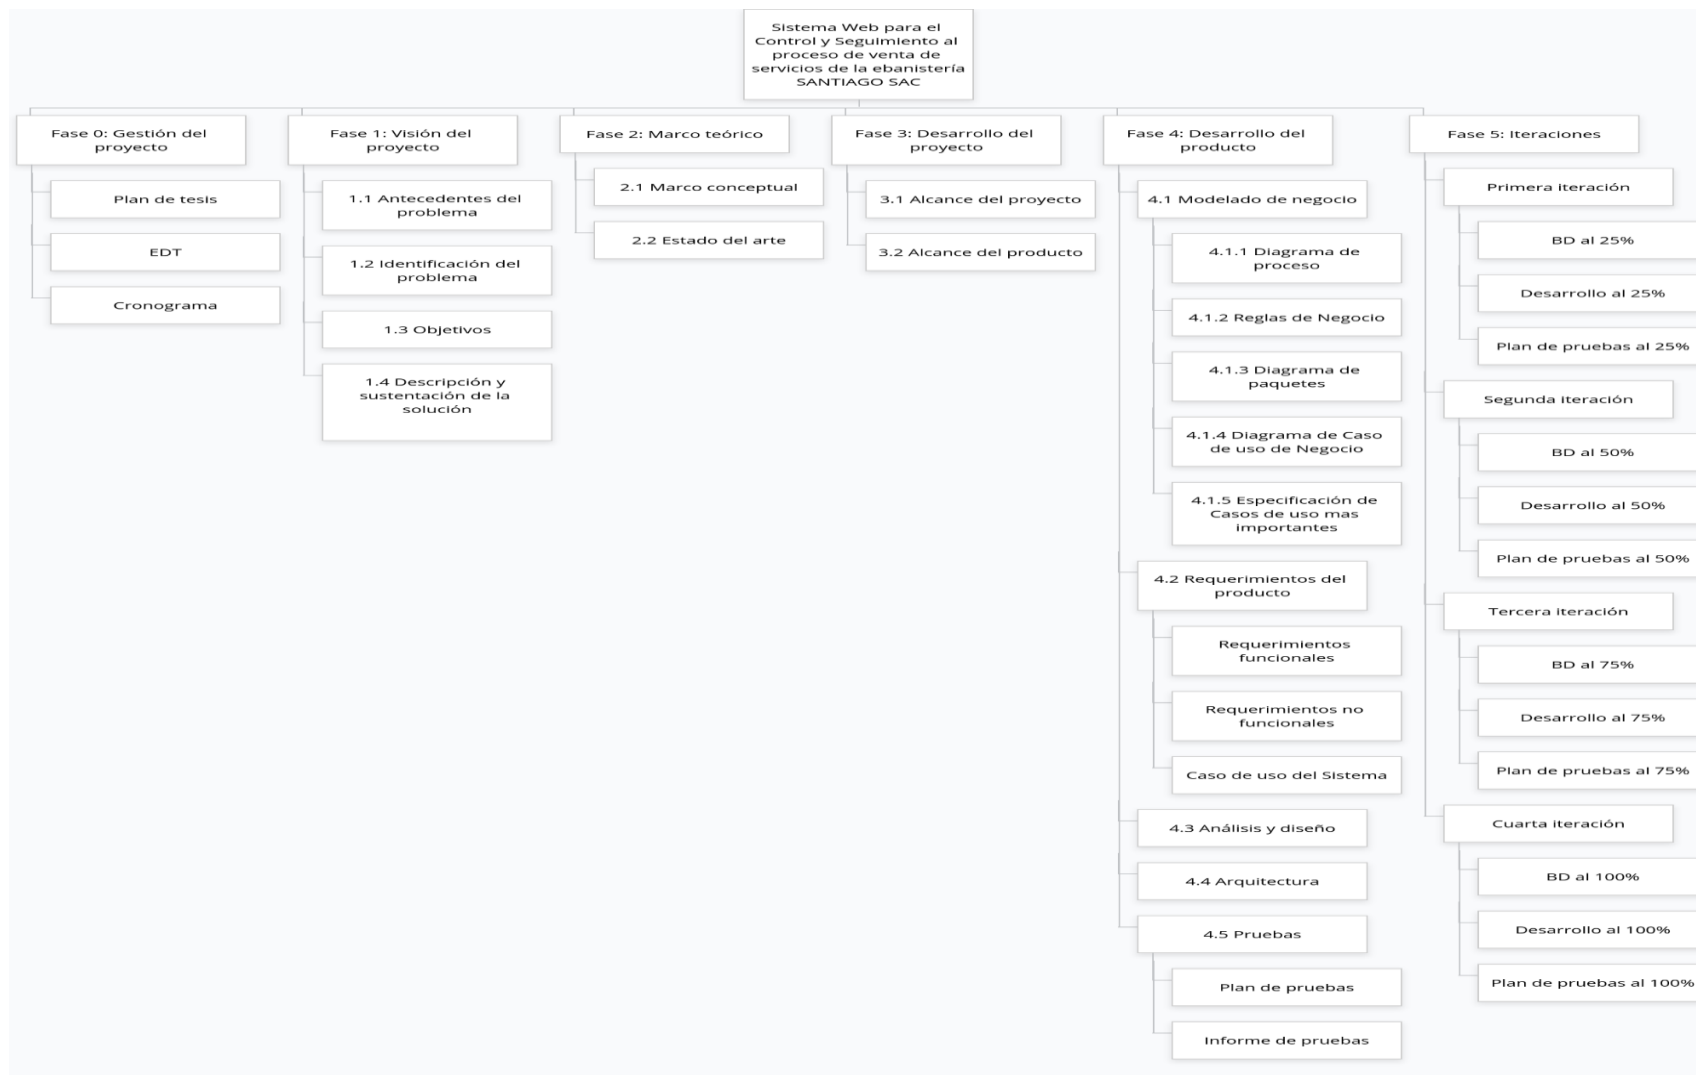 Sistema Web para el
Control y Seguimiento al
proceso de venta de
servicios de la ebanistería
SANTIAGO SAC
Fase 0: Gestión del
proyecto
Plan de tesis
EDT
Cronograma
Fase 1: Visión del
proyecto
1.1 Antecedentes del
problema
1.2 Identificación del
problema
1.3 Objetivos
1.4 Descripción y
sustentación de la
solución
Fase 2: Marco teórico
2.1 Marco conceptual
2.2 Estado del arte
Fase 3: Desarrollo del
proyecto
3.1 Alcance del proyecto
3.2 Alcance del producto
Fase 4: Desarrollo del
producto
4.1 Modelado de negocio
4.1.1 Diagrama de
proceso
4.1.2 Reglas de Negocio
4.1.3 Diagrama de
paquetes
4.1.4 Diagrama de Caso
de uso de Negocio
4.1.5 Especificación de
Casos de uso mas
importantes
4.2 Requerimientos del
producto
Requerimientos
funcionales
Requerimientos no
funcionales
Caso de uso del Sistema
4.3 Análisis y diseño
4.4 Arquitectura
4.5 Pruebas
Plan de pruebas
Informe de pruebas
Fase 5: Iteraciones
Primera iteración
BD al 25%
Desarrollo al 25%
Plan de pruebas al 25%
Segunda iteración
BD al 50%
Desarrollo al 50%
Plan de pruebas al 50%
Tercera iteración
BD al 75%
Desarrollo al 75%
Plan de pruebas al 75%
Cuarta iteración
BD al 100%
Desarrollo al 100%
Plan de pruebas al 100%